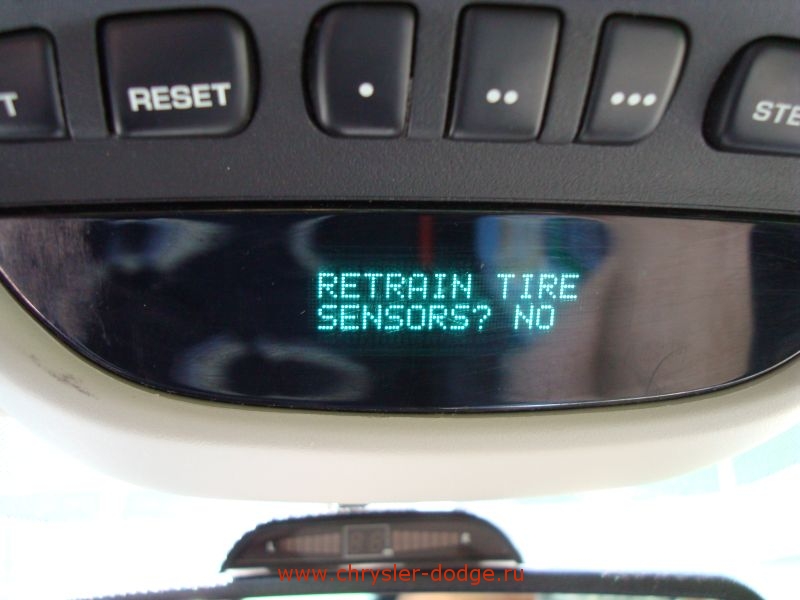 T RESET STE
RETRAIN TIRE
SENSORS? NO
www.chrysler-dodge.ru